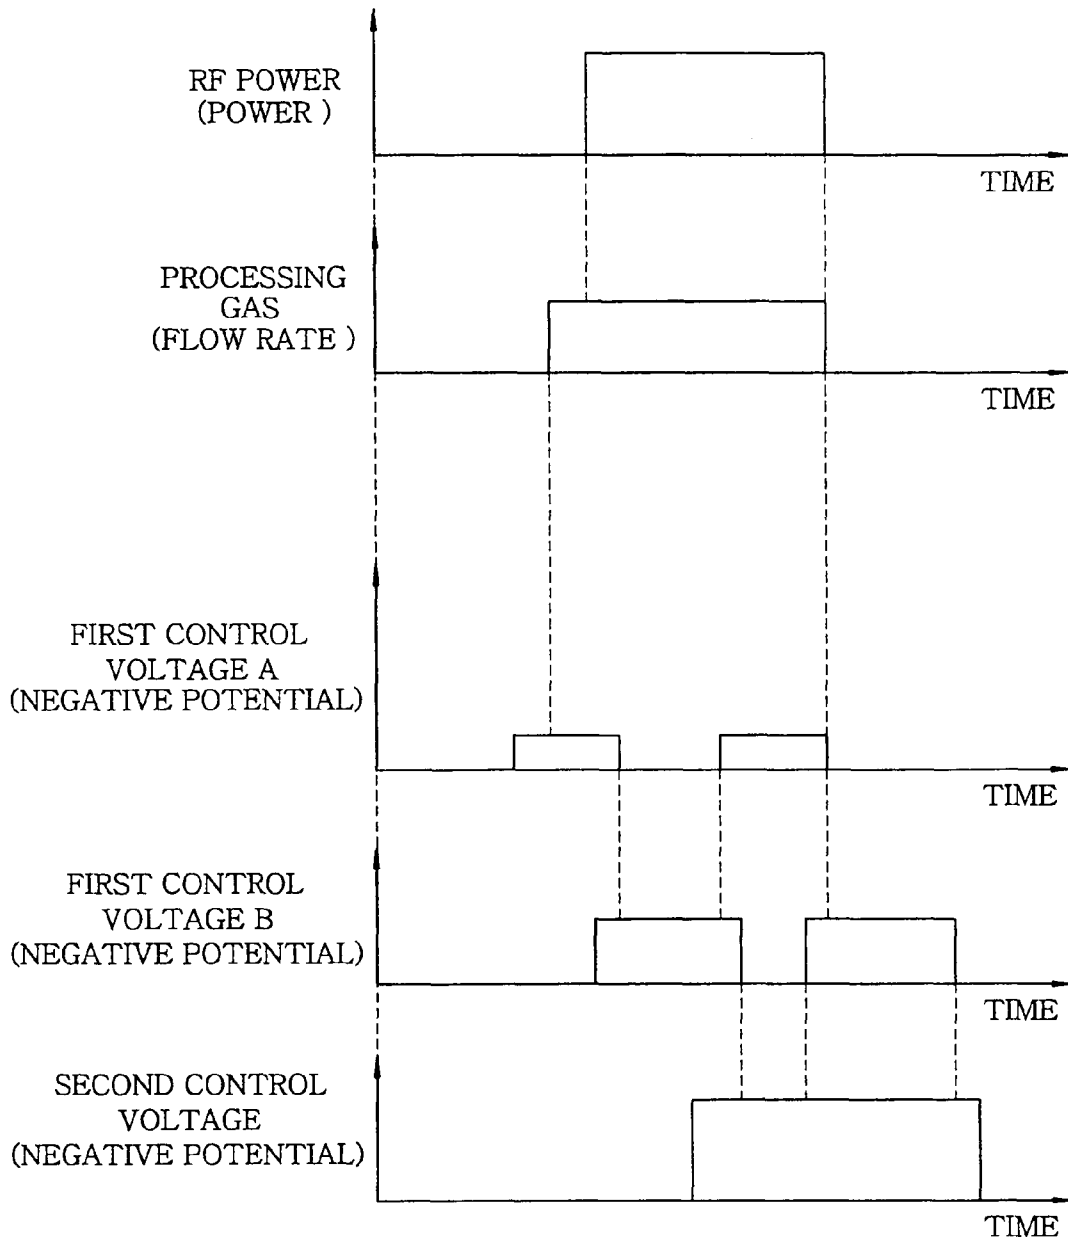 RF POWER
(POWER )
TIME
PROCESSING
GAS
(FLOW RATE )
TIME
FIRST CONTROL
VOLTAGE A
(NEGATIVE POTENTIAL)
TIME
FIRST CONTROL
VOLTAGE B
(NEGATIVE POTENTIAL)
TIME
SECOND CONTROL
VOLTAGE
(NEGATIVE POTENTIAL)
TIME